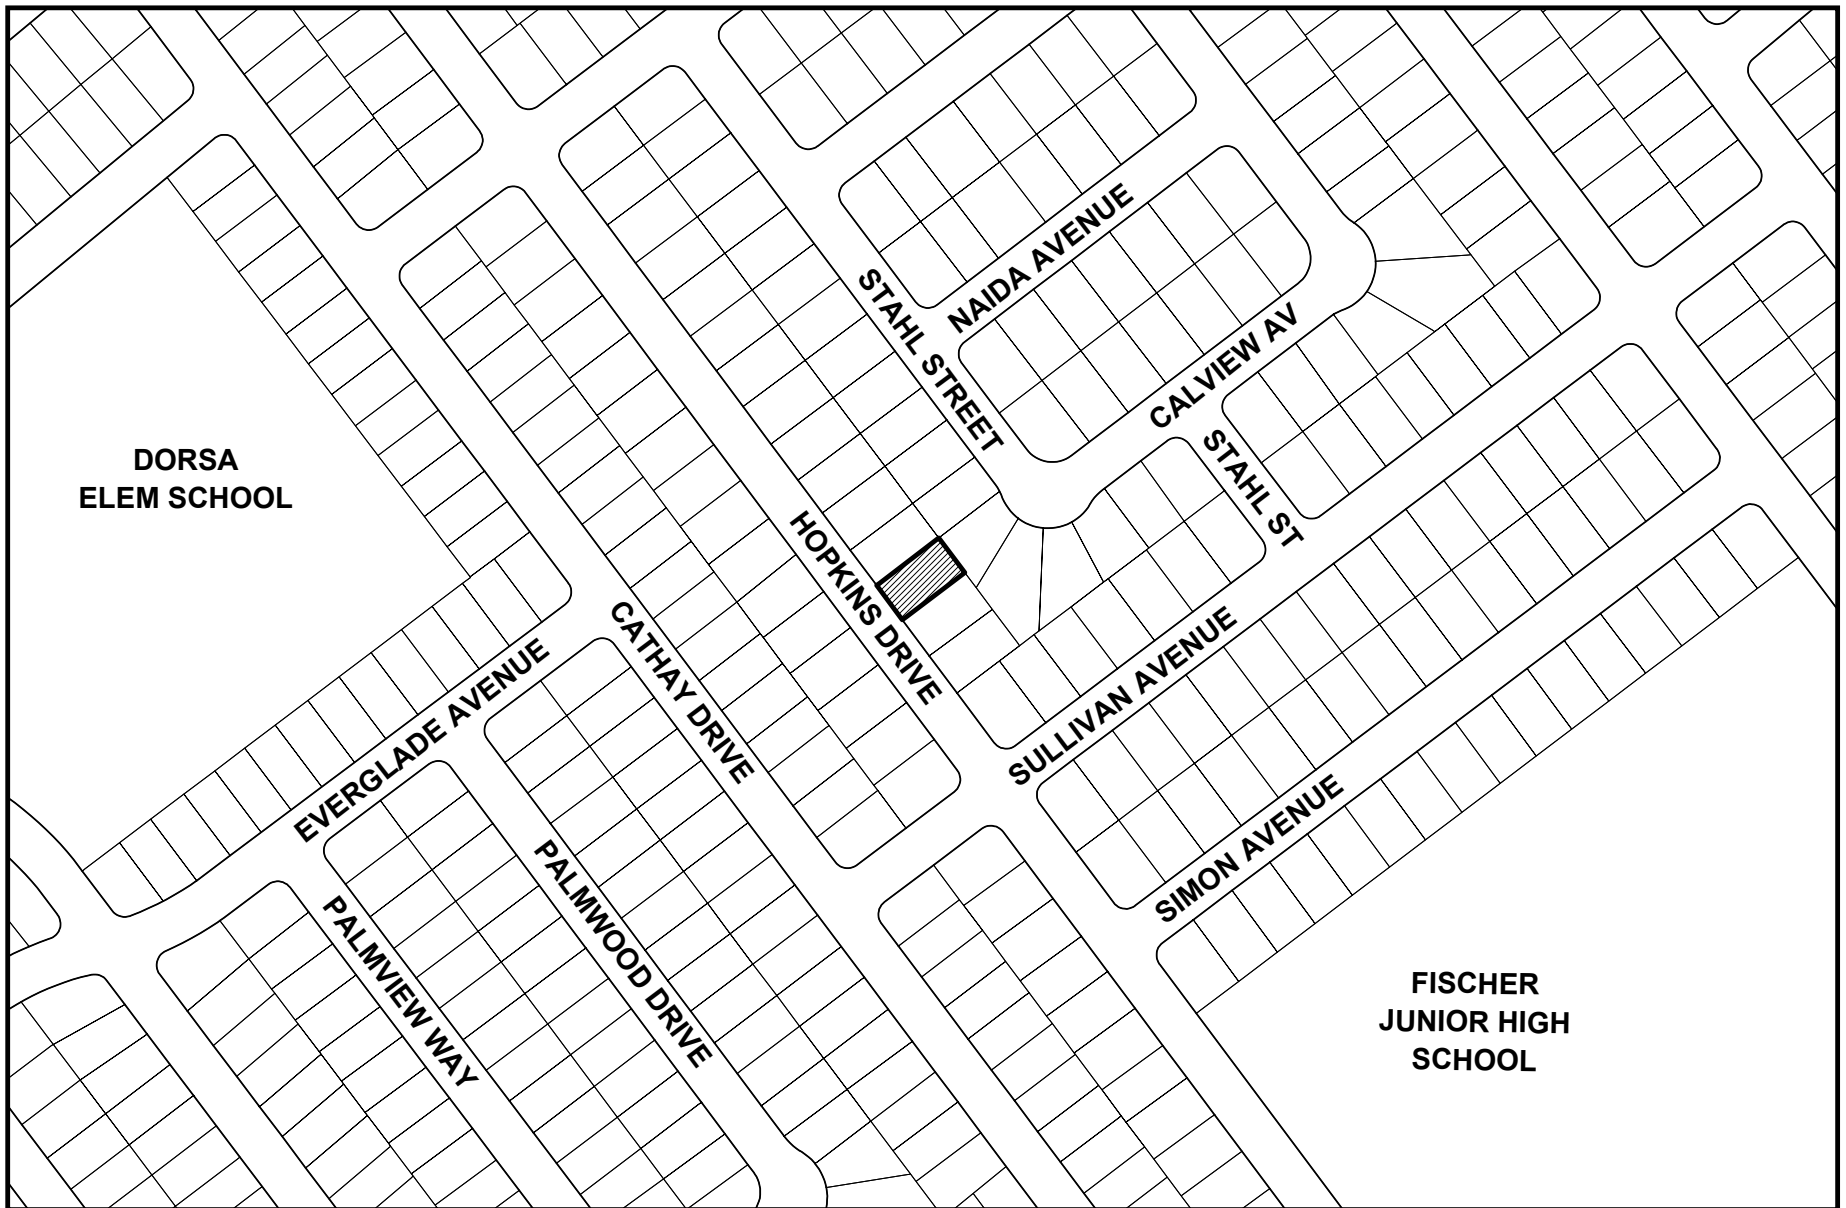 NAIDA AVENUE
STAHL STREET
CALVIEW AV
STAHL ST
DORSA
ELEM SCHOOL
HOPKINS DRIVE
CATHAY DRIVE
SULLIVAN AVENUE
EVERGLADE AVENUE
SIMON AVENUE
PALMWOOD DRIVE
PALMVIEW WAY
FISCHER
JUNIOR HIGH
SCHOOL